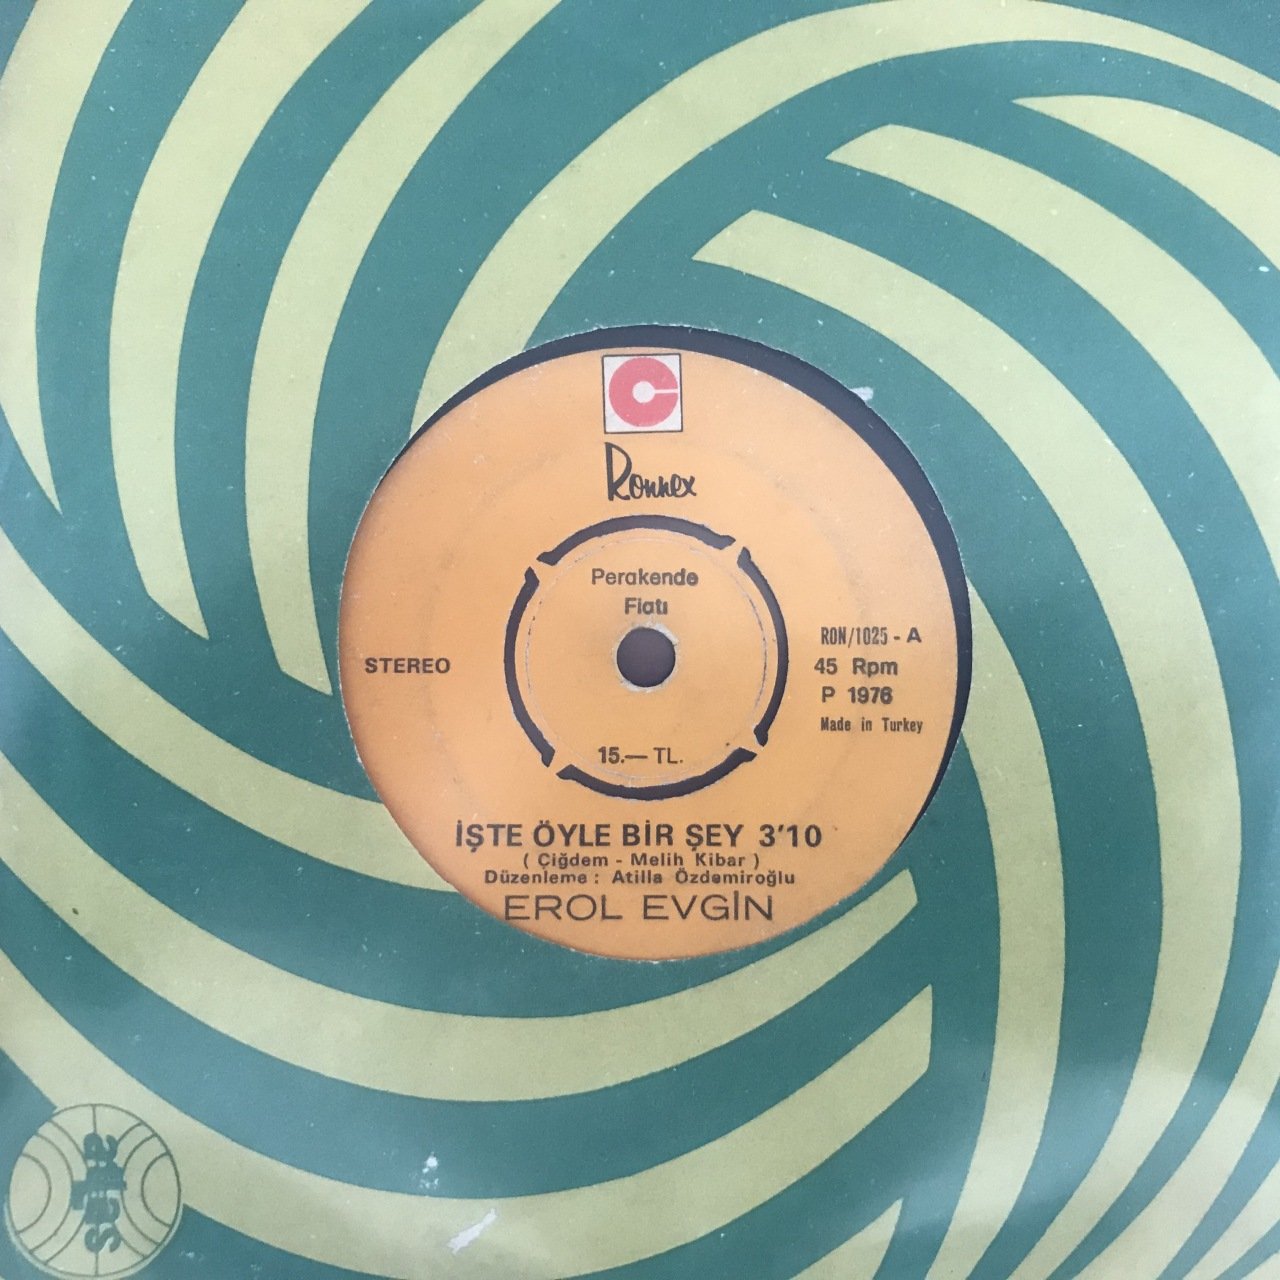 Ronnex
Perakende
Fiatı
RON/1025 - A
STEREO
45 Rpm
P 1976
Made in Turkey
15.— TL.
İŞTE ÖYLE BİR ŞEY 3'10
( Çiğdem - Melih Kibar )
Düzenleme : Atilla Özdemiroğlu
EROL EVGİN
atlas